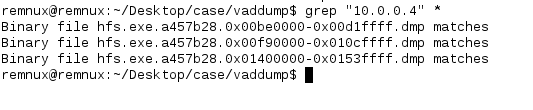 remnux@remnux:~/Desktop/case/vaddump$ grep "10.0.0.4" *
Binary file hfs.exe.a457b28.0x00be0000-0x00d1ffff.dmp matches
Binary file hfs.exe.a457b28.0x00f90000-0x010cffff.dmp matches
Binary file hfs.exe.a457b28.0x01400000-0x0153ffff.dmp matches
remnux@remnux:~/Desktop/case/vaddump$